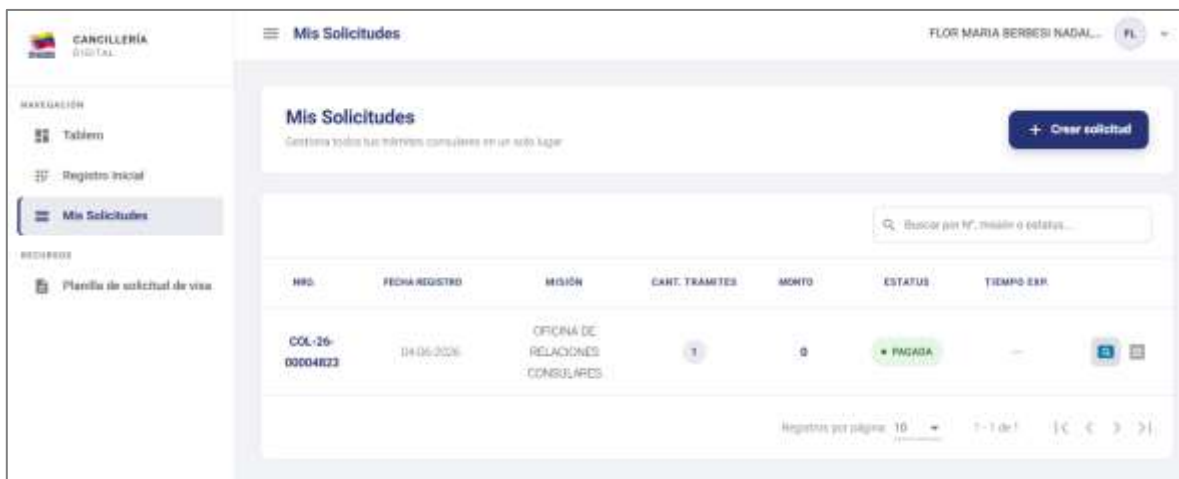 CANCILLERÍA
DIGITAL
Mis Solicitudes
FLOR MARIA BERBESI NADAL...
FL
NAVEGACIÓN
Tablero
Registro Inicial
Mis Solicitudes
RECURSOS
Planilla de solicitud de visa
Mis Solicitudes
Gestiona todos tus trámites consulares en un solo lugar
+ Crear solicitud
Buscar por N°, misión o estatus...
NRO. FECHA REGISTRO MISIÓN CANT. TRÁMITES MONTO ESTATUS TIEMPO EXP.
COL-26-
00004823
04-06-2026
OFICINA DE
RELACIONES
CONSULARES
1
0
PAGADA
—
Registros por página 10 1-1 de 1